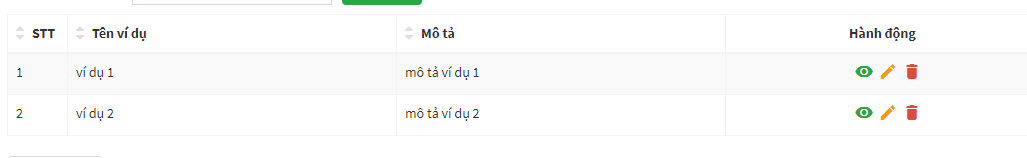 STT Tên ví dụ Mô tả Hành động
1 ví dụ 1 mô tả ví dụ 1
2 ví dụ 2 mô tả ví dụ 2